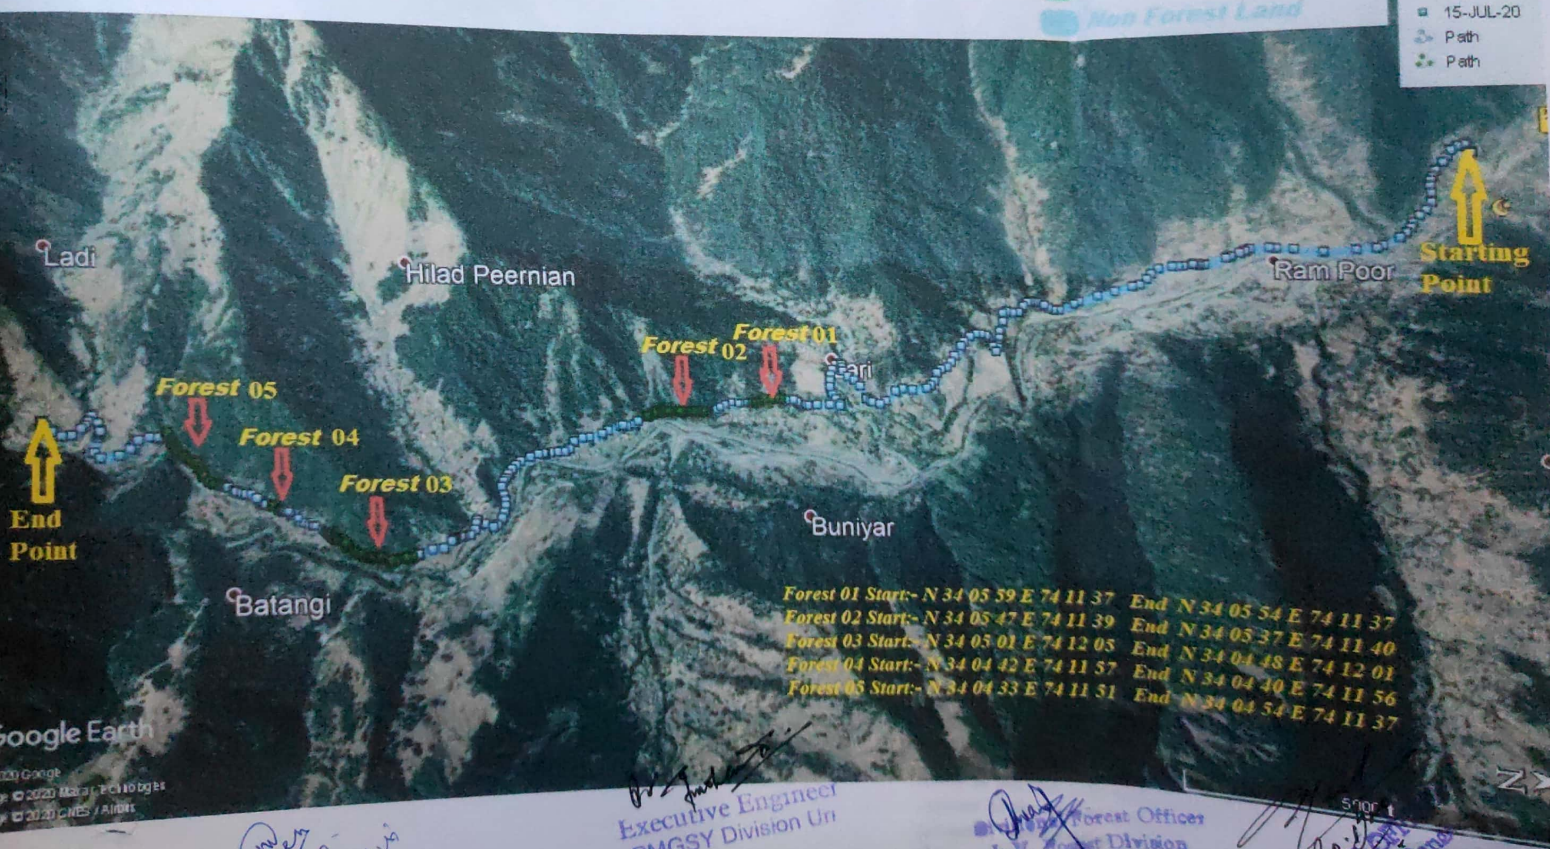 Non Forest Land
15-JUL-20
Path
Path
Starting
Point
Ladi
Hilad Peernian
Ram Poor
Forest 01
Forest 02
Forest 05
Forest 04
Forest 03
End
Point
Buniyar
Batangi
Forest 01 Start:- N 34 05 59 E 74 11 37 End N 34 05 54 E 74 11 37
Forest 02 Start:- N 34 05 47 E 74 11 39 End N 34 05 37 E 74 11 40
Forest 03 Start:- N 34 05 01 E 74 12 05 End N 34 04 48 E 74 12 01
Forest 04 Start:- N 34 04 42 E 74 11 57 End N 34 04 40 E 74 11 56
Forest 05 Start:- N 34 04 33 E 74 11 31 End N 34 04 54 E 74 11 37
Google Earth
© 2020 CNES / Airbus
N
Executive Engineer
PMGSY Division Uri
Forest Officer
Forest Division